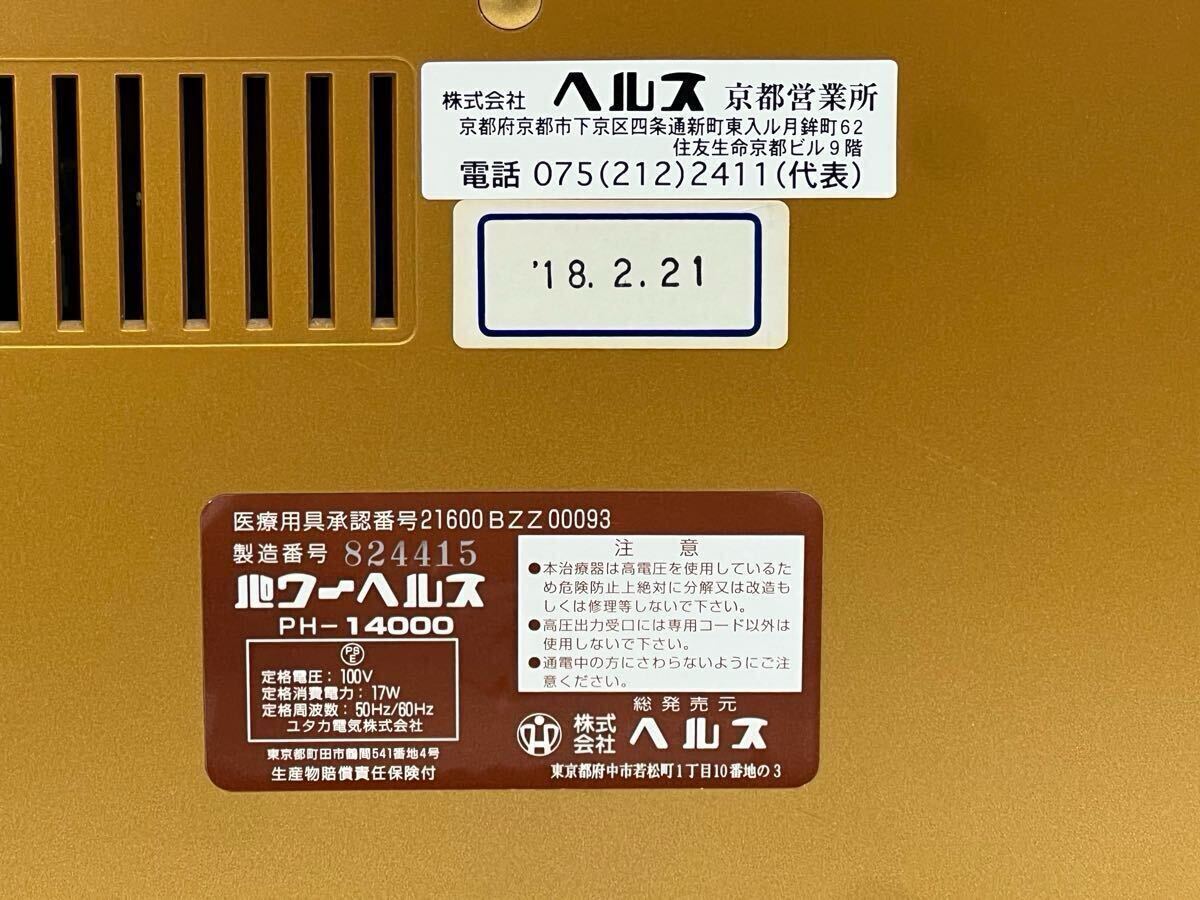 株式会社 ヘルス 京都営業所
京都府京都市下京区四条通新町東入ル月鉾町62
住友生命京都ビル9階
電話 075(212)2411(代表)
'18. 2. 21
医療用具承認番号21600BZZ00093
製造番号 824415
パワーヘルス
PH-14000
PSE
定格電圧：100V
定格消費電力：17W
定格周波数：50Hz/60Hz
ユタカ電気株式会社
東京都町田市鶴間541番地4号
生産物賠償責任保険付
注 意
●本治療器は高電圧を使用しているた
め危険防止上絶対に分解又は改造も
しくは修理等しないで下さい。
●高圧出力受口には専用コード以外は
使用しないで下さい。
●通電中の方にさわらないようにご注
意ください。
総発売元
株式会社 ヘルス
東京都府中市若松町1丁目10番地の3